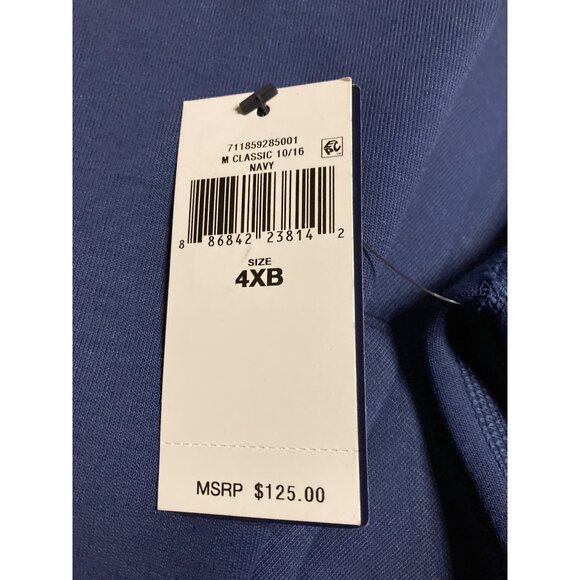 711859285001
M CLASSIC 10/16
NAVY
8 86842 23814 2
SIZE
4XB
MSRP $125.00